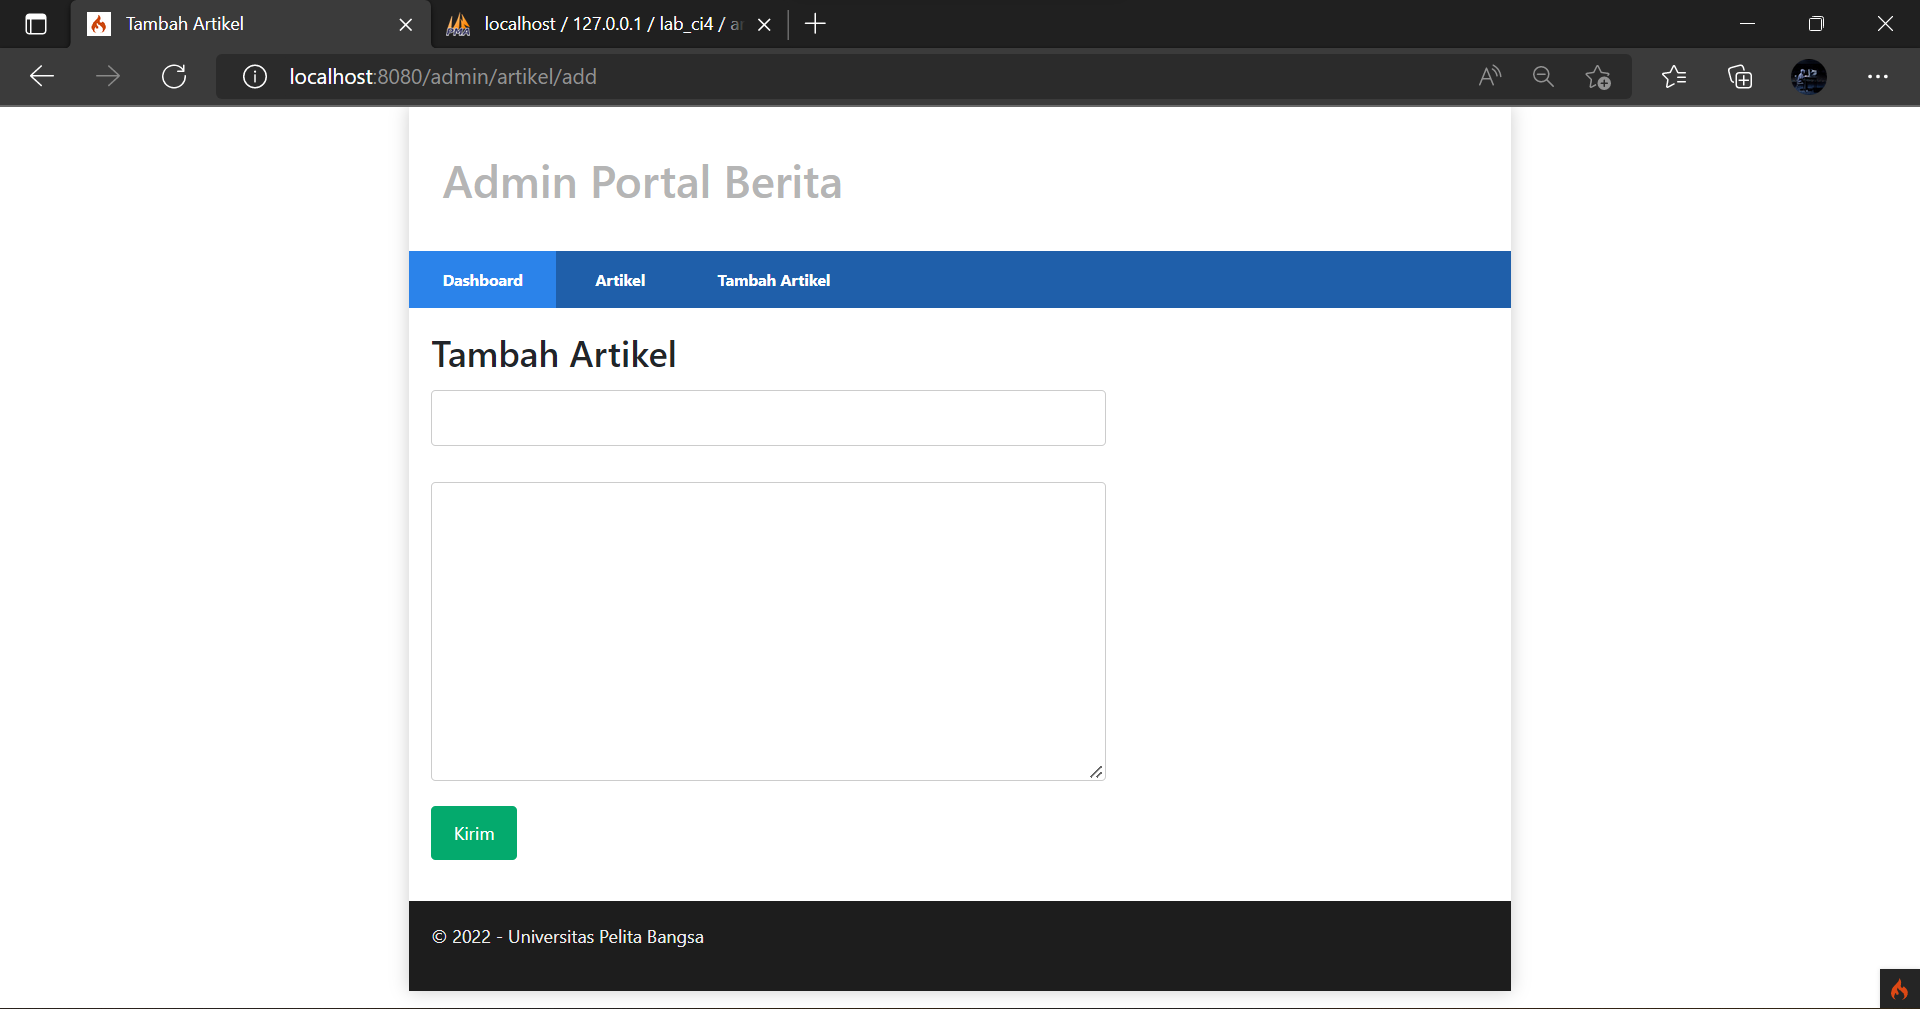 Tambah Artikel
localhost / 127.0.0.1 / lab_ci4 / a
localhost:8080/admin/artikel/add
Admin Portal Berita
Dashboard Artikel Tambah Artikel
Tambah Artikel
Kirim
© 2022 - Universitas Pelita Bangsa